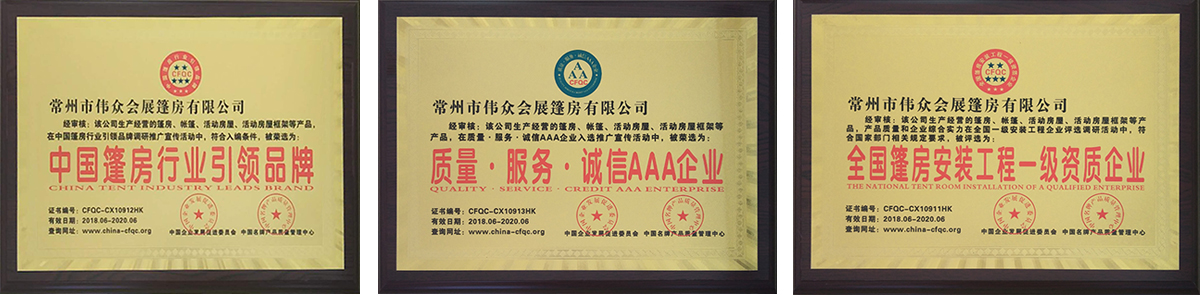 CFQC
常州市伟众会展篷房有限公司
经审核：该公司生产经营的篷房、帐篷、活动房屋、活动房屋框架等产品，
在中国篷房行业引领品牌调研推广宣传活动中，符合入编条件，被荣选为：
中国篷房行业引领品牌
CHINA TENT INDUSTRY LEADS BRAND
证书编号：CFQC-CX10912HK
有效日期：2018.06-2020.06
查询网址：www.china-cfqc.org
中国企业发展促进委员会 中国名牌产品质量管理中心
AAA
CFQC
常州市伟众会展篷房有限公司
经审核：该公司生产经营的篷房、帐篷、活动房屋、活动房屋框架等
产品，在质量·服务·诚信AAA企业入选推广宣传活动中，被荣选为：
质量·服务·诚信AAA企业
QUALITY·SERVICE·CREDIT AAA ENTERPRISE
证书编号：CFQC-CX10913HK
有效日期：2018.06-2020.06
查询网址：www.china-cfqc.org
中国企业发展促进委员会 中国名牌产品质量管理中心
CFQC
常州市伟众会展篷房有限公司
经审核：该公司生产经营的篷房、帐篷、活动房屋、活动房屋框架等产
品，产品质量和企业综合实力在全国一级安装工程企业评选调研活动中，符
合国家部门相关规定要求，被评选为：
全国篷房安装工程一级资质企业
THE NATIONAL TENT ROOM INSTALLATION OF A QUALIFIED ENTERPRISE
证书编号：CFQC-CX10911HK
有效日期：2018.06-2020.06
查询网址：www.china-cfqc.org
中国企业发展促进委员会 中国名牌产品质量管理中心